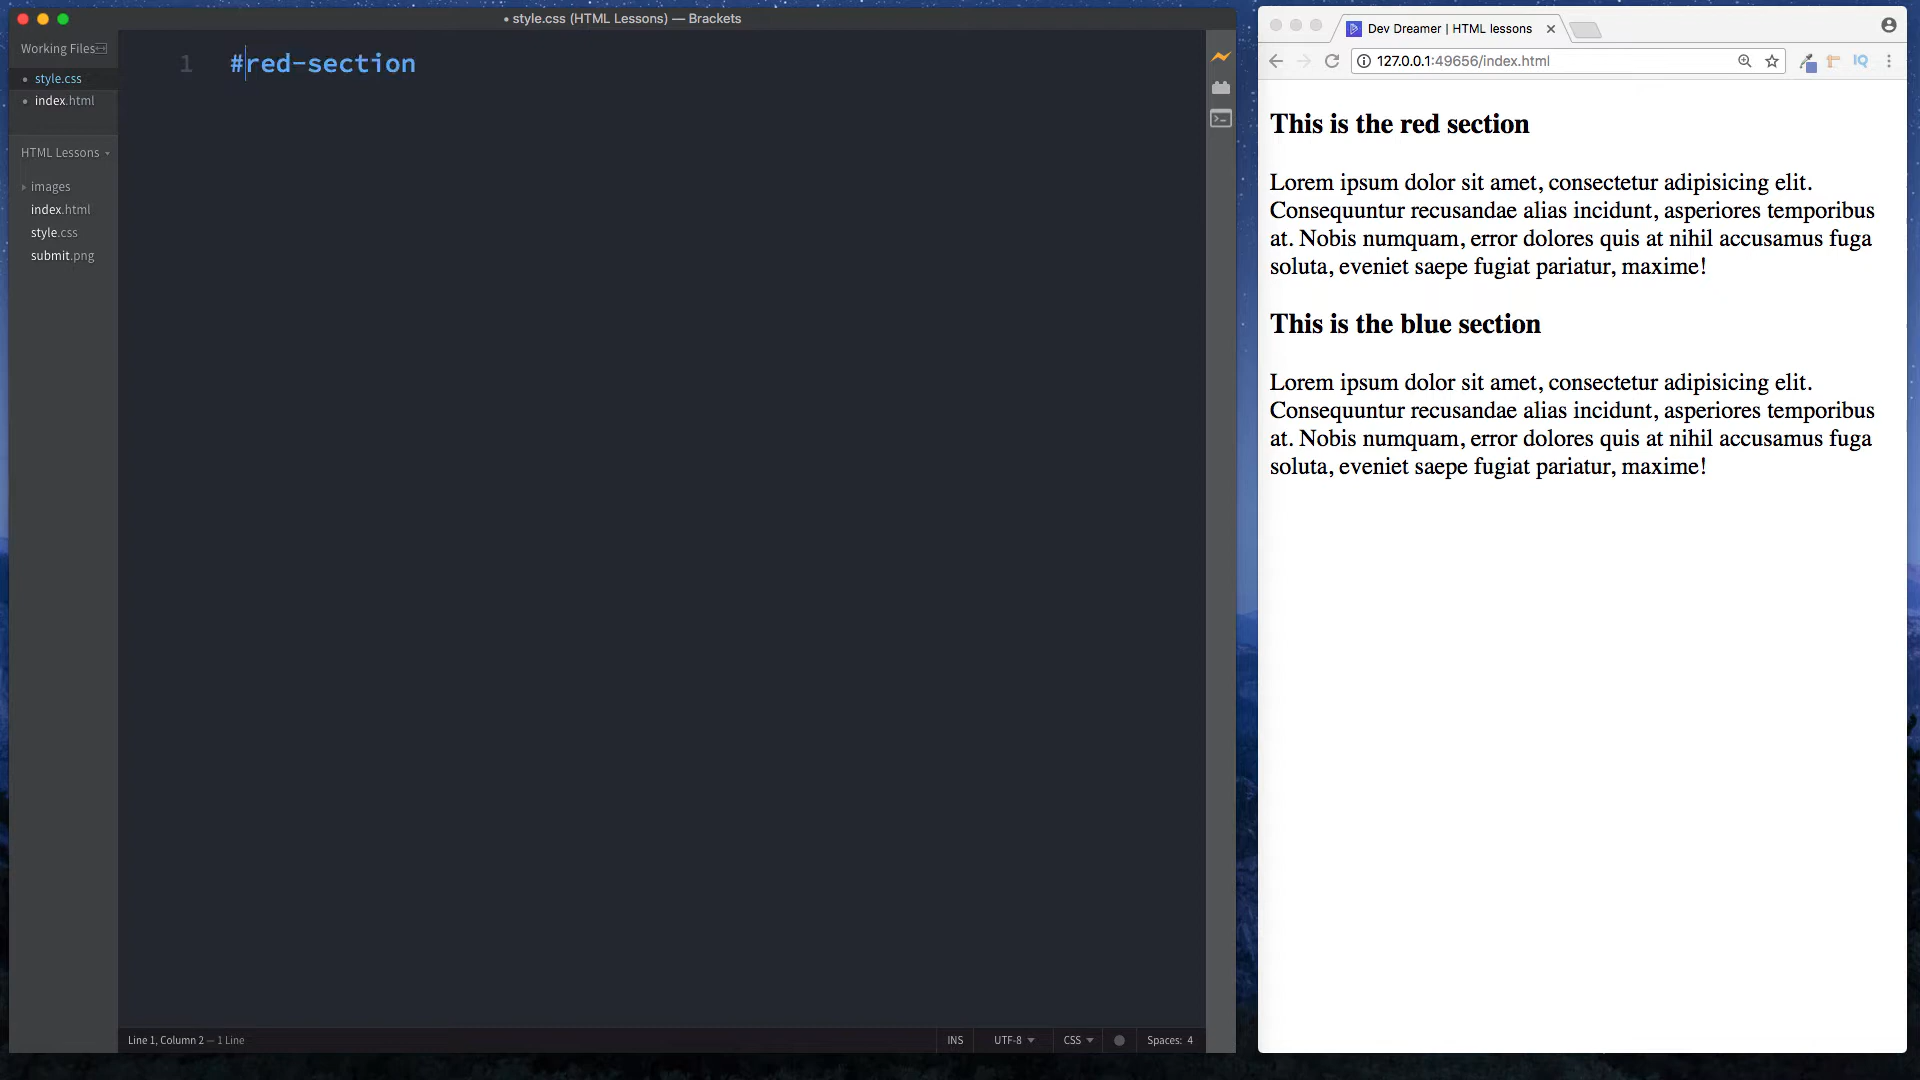 • style.css (HTML Lessons) — Brackets
Working Files
• style.css
• index.html
HTML Lessons
images
index.html
style.css
submit.png
1 #red-section
Line 1, Column 2 — 1 Line
INS UTF-8 CSS Spaces: 4
Dev Dreamer | HTML lessons
127.0.0.1:49656/index.html
IQ
This is the red section
Lorem ipsum dolor sit amet, consectetur adipisicing elit.
Consequuntur recusandae alias incidunt, asperiores temporibus
at. Nobis numquam, error dolores quis at nihil accusamus fuga
soluta, eveniet saepe fugiat pariatur, maxime!
This is the blue section
Lorem ipsum dolor sit amet, consectetur adipisicing elit.
Consequuntur recusandae alias incidunt, asperiores temporibus
at. Nobis numquam, error dolores quis at nihil accusamus fuga
soluta, eveniet saepe fugiat pariatur, maxime!